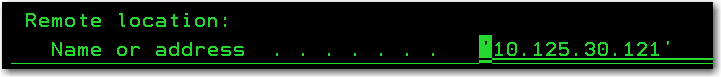 Remote location:
Name or address . . . . . . . '10.125.30.121'